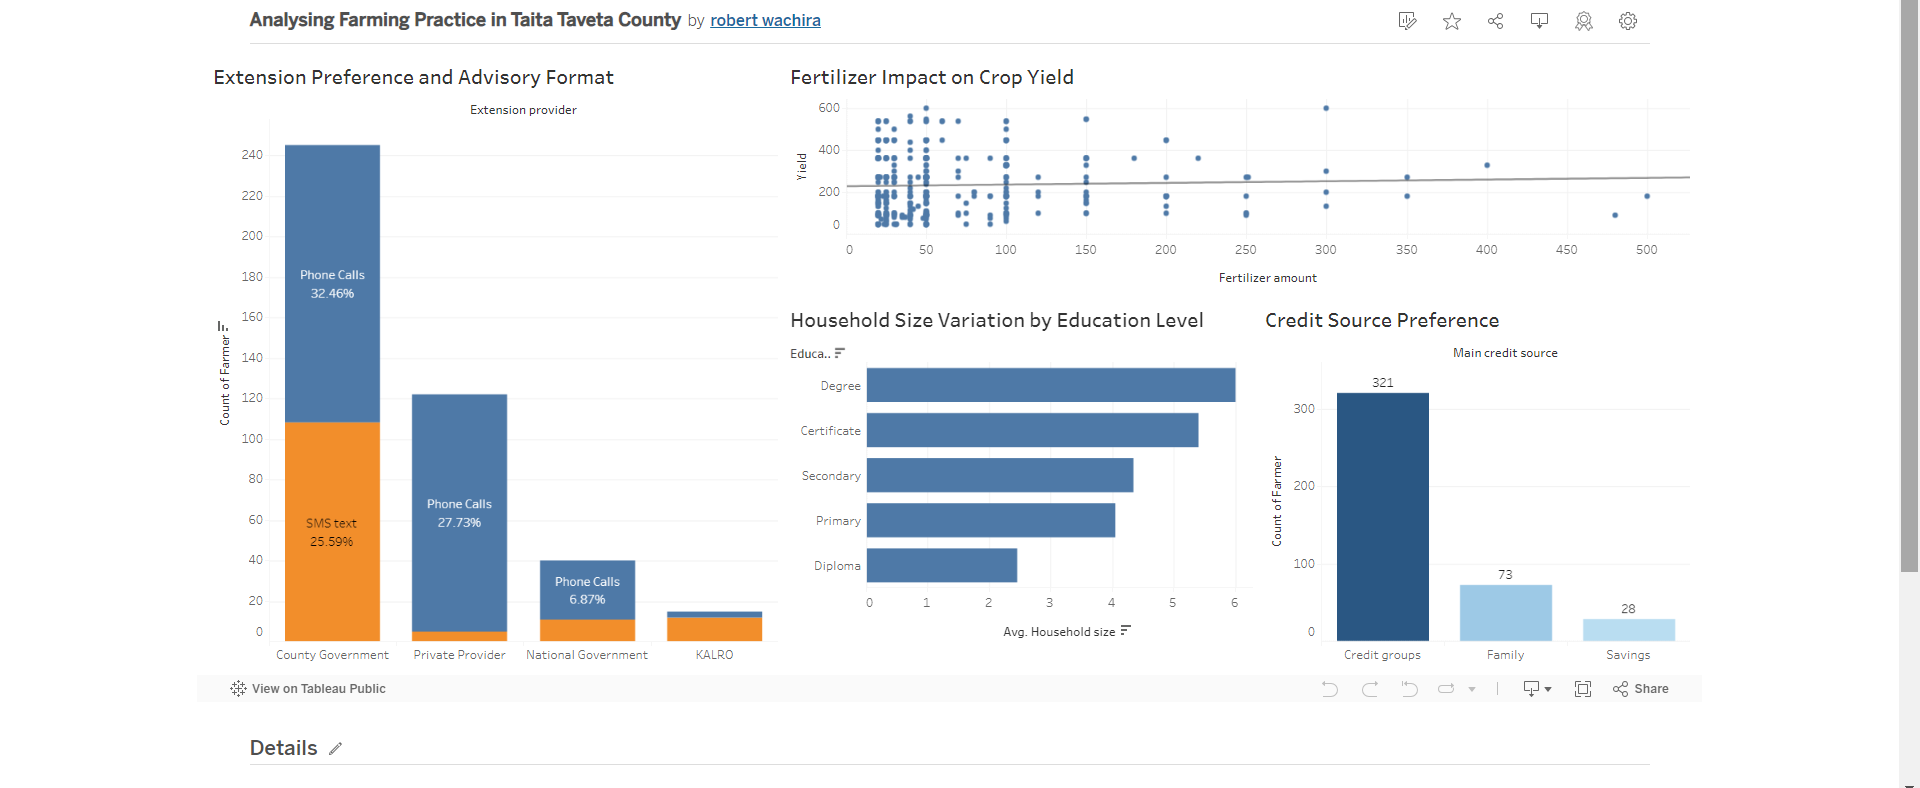 Analysing Farming Practice in Taita Taveta County by robert wachira
Extension Preference and Advisory Format
Extension provider
Count of Farmer
240
220
200
180
160
140
120
100
80
60
40
20
0
Phone Calls
32.46%
SMS text
25.59%
Phone Calls
27.73%
Phone Calls
6.87%
County Government
Private Provider
National Government
KALRO
Fertilizer Impact on Crop Yield
Yield
600
400
200
0
0 50 100 150 200 250 300 350 400 450 500
Fertilizer amount
Household Size Variation by Education Level
Educa..
Degree
Certificate
Secondary
Primary
Diploma
0 1 2 3 4 5 6
Avg. Household size
Credit Source Preference
Main credit source
Count of Farmer
300
200
100
0
321
73
28
Credit groups
Family
Savings
View on Tableau Public
Share
Details